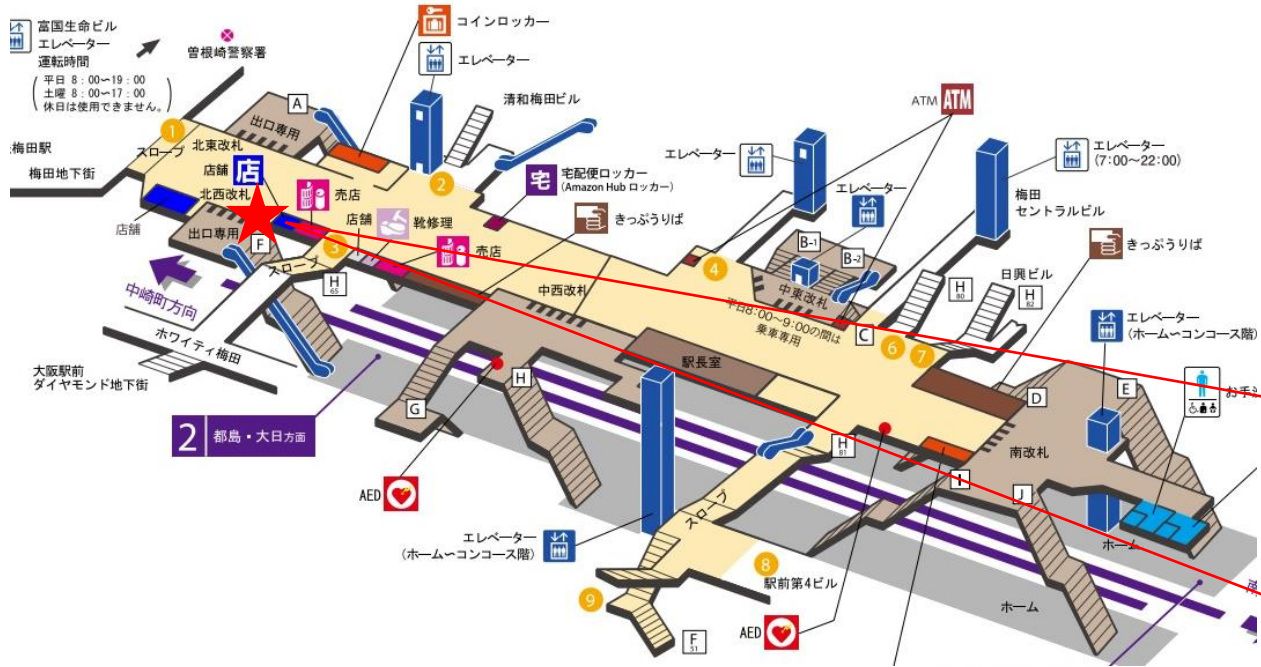 富国生命ビル
エレベーター
運転時間
平日 8:00〜19:00
土曜 8:00〜17:00
休日は使用できません。
曽根崎警察署
コインロッカー
エレベーター
清和梅田ビル
ATM ATM
エレベーター
エレベーター
エレベーター
(7:00〜22:00)
梅田
セントラルビル
1
A
出口専用
北東改札
スロープ
梅田駅
梅田地下街
店舗
店
北西改札
売店
2
宅
宅配便ロッカー
(Amazon Hub ロッカー)
きっぷうりば
店舗
出口専用
F
店舗
靴修理
売店
3
スロープ
H
65
中崎町方向
ホワイティ梅田
大阪駅前
ダイヤモンド地下街
中西改札
4
B-1
B-2
中東改札
平日8:00〜9:00の間は
乗車専用
C
H
80
日興ビル
H
82
きっぷうりば
6
7
エレベーター
(ホーム〜コンコース階)
駅長室
D
E
お手
H
G
2 都島・大日方面
AED
H
81
南改札
I
J
スロープ
エレベーター
(ホーム〜コンコース階)
ホーム
8
駅前第4ビル
9
ホーム
F
51
AED